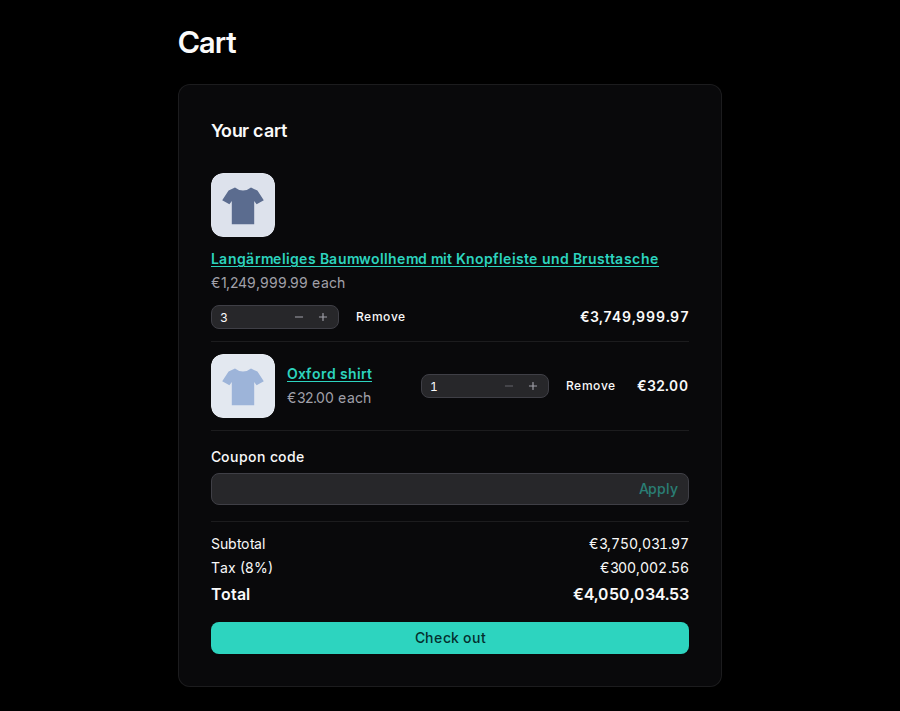 Cart
Your cart
Langärmeliges Baumwollhemd mit Knopfleiste und Brusttasche
€1,249,999.99 each
3 − + Remove €3,749,999.97
Oxford shirt
€32.00 each
1 − + Remove €32.00
Coupon code
Apply
Subtotal €3,750,031.97
Tax (8%) €300,002.56
Total €4,050,034.53
Check out